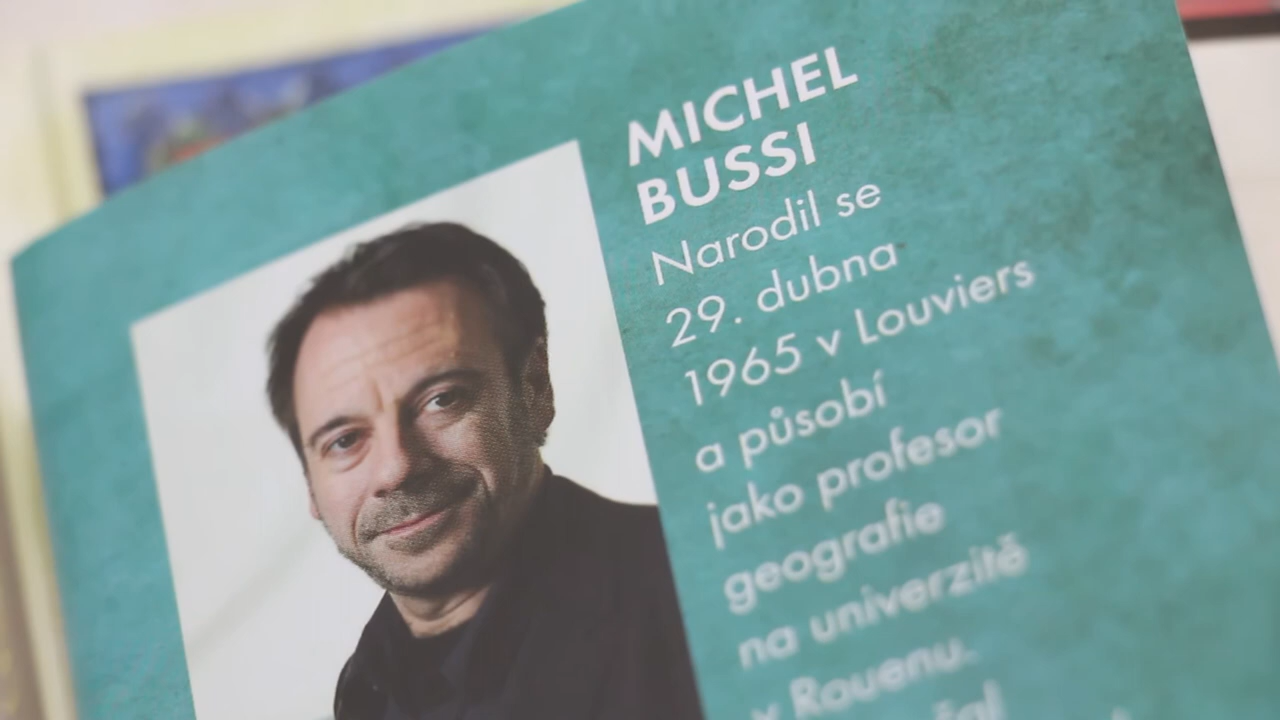 MICHEL
BUSSI
Narodil se
29. dubna
1965 v Louviers
a působí
jako profesor
geografie
na univerzitě
v Rouenu.